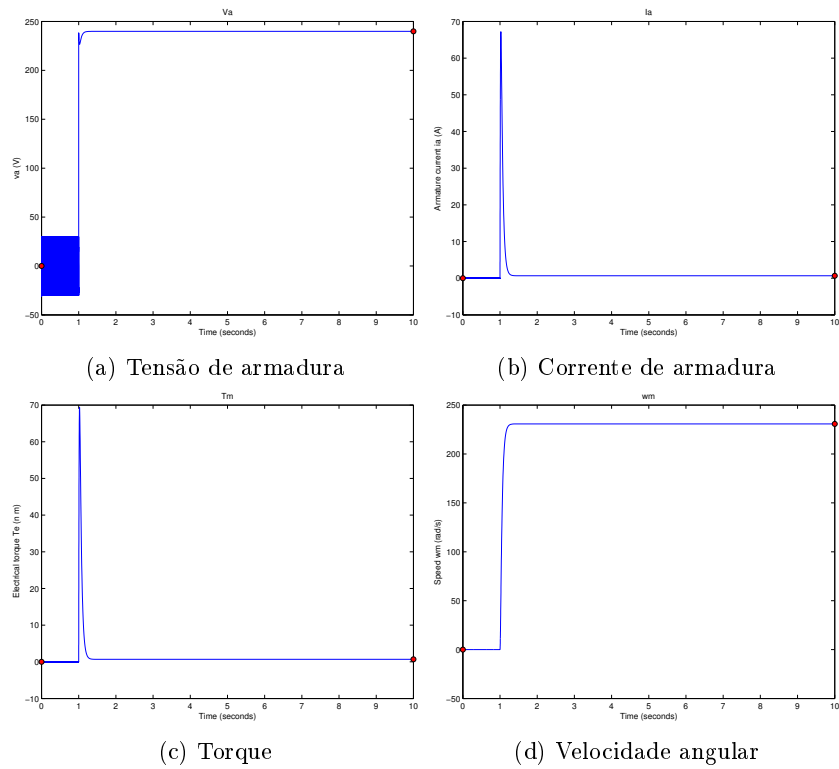 Va
250
200
150
100
50
0
−50
va (V)
0 1 2 3 4 5 6 7 8 9 10
Time (seconds)
(a) Tensão de armadura
Ia
70
60
50
40
30
20
10
0
−10
Armature current ia (A)
0 1 2 3 4 5 6 7 8 9 10
Time (seconds)
(b) Corrente de armadura
Tm
70
60
50
40
30
20
10
0
−10
Electrical torque Te (n m)
0 1 2 3 4 5 6 7 8 9 10
Time (seconds)
(c) Torque
wm
250
200
150
100
50
0
−50
Speed wm (rad/s)
0 1 2 3 4 5 6 7 8 9 10
Time (seconds)
(d) Velocidade angular